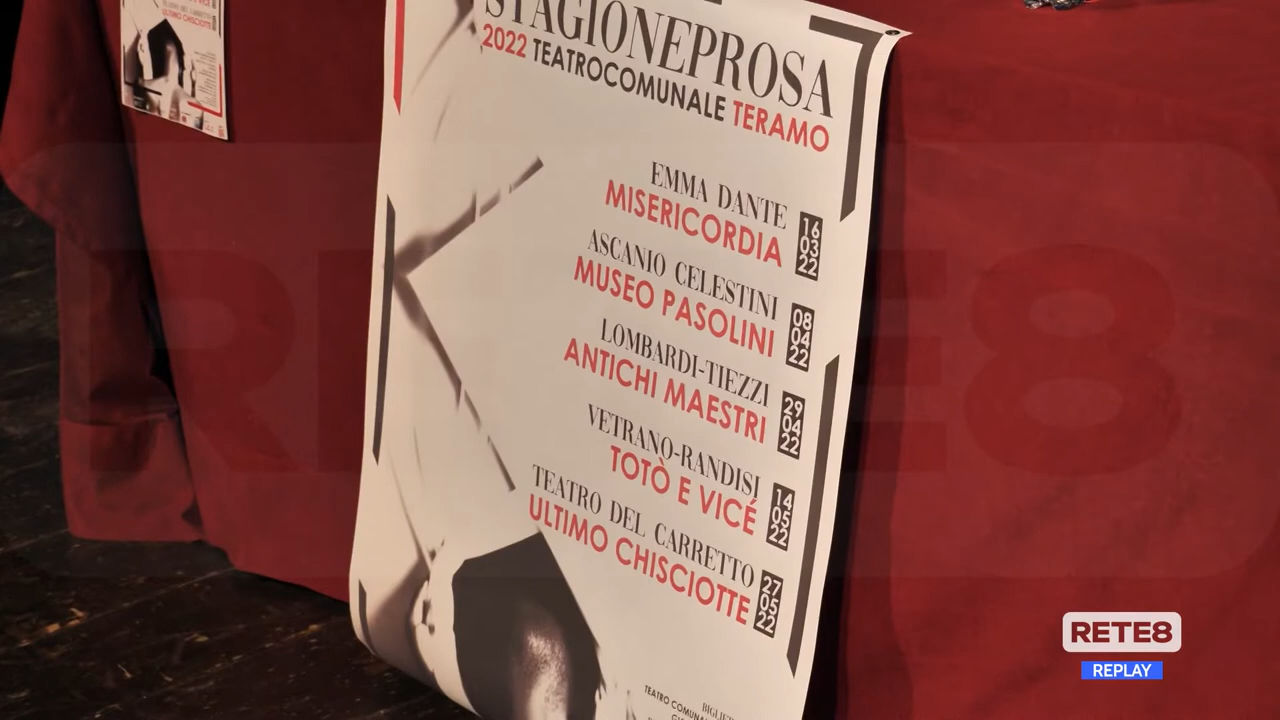 STAGIONEPROSA
2022 TEATROCOMUNALE TERAMO
EMMA DANTE
MISERICORDIA
16
03
22
ASCANIO CELESTINI
MUSEO PASOLINI
08
04
22
LOMBARDI-TIEZZI
ANTICHI MAESTRI
29
04
22
VETRANO-RANDISI
TOTÒ E VICÉ
14
05
22
TEATRO DEL CARRETTO
ULTIMO CHISCIOTTE
27
05
22
TEATRO
RETE8
RETE8
REPLAY
ULTIMO CHISCIOTTE